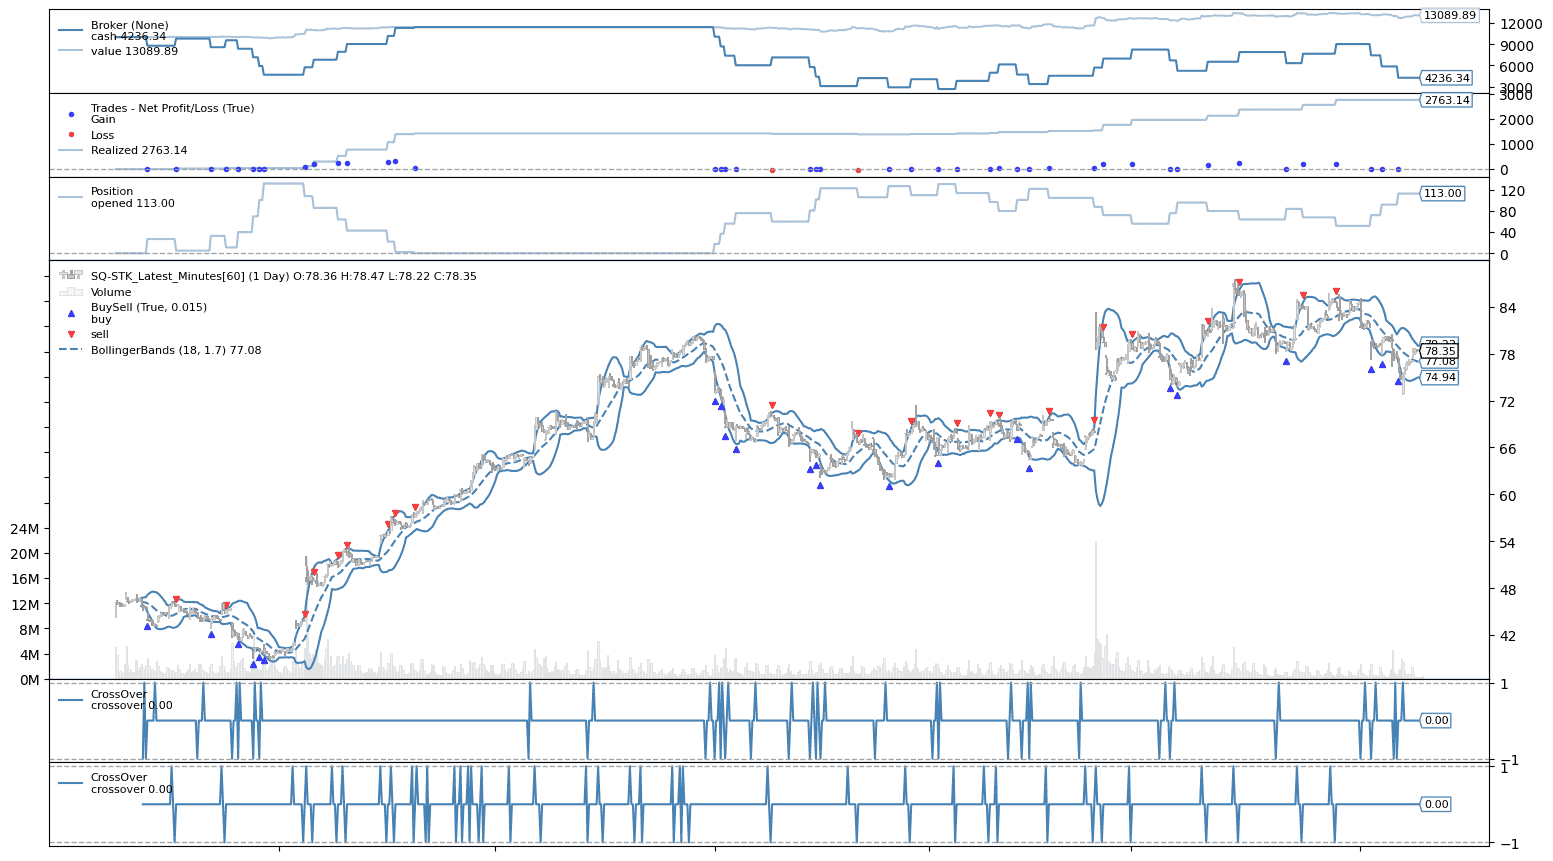 Broker (None)
cash 4236.34
value 13089.89
13089.89
12000
9000
6000
4236.34
3000
Trades - Net Profit/Loss (True)
Gain
Loss
Realized 2763.14
3000
2763.14
2000
1000
0
Position
opened 113.00
120
113.00
80
40
0
SQ-STK_Latest_Minutes[60] (1 Day) O:78.36 H:78.47 L:78.22 C:78.35
Volume
BuySell (True, 0.015)
buy
sell
BollingerBands (18, 1.7) 77.08
84
78
78.35
77.08
74.94
72
66
60
54
48
42
24M
20M
16M
12M
8M
4M
0M
CrossOver
crossover 0.00
1
0.00
−1
CrossOver
crossover 0.00
1
0.00
−1